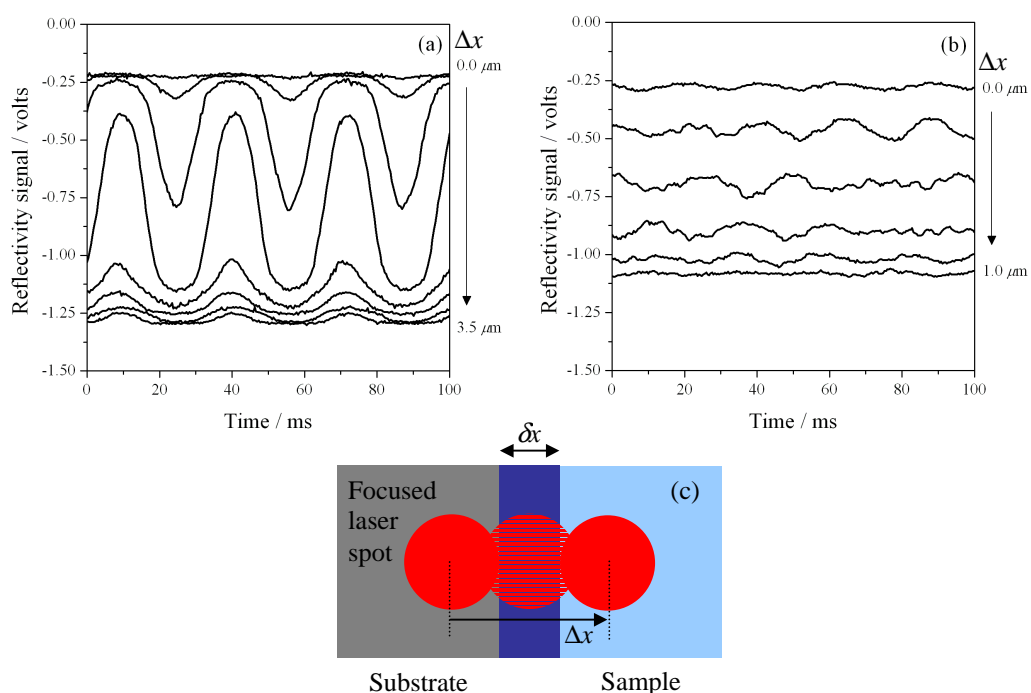 (a)
Δx
0.0 μm
3.5 μm
0.00
-0.25
-0.50
-0.75
-1.00
-1.25
-1.50
0 20 40 60 80 100
Reflectivity signal / volts
Time / ms
(b)
Δx
0.0 μm
1.0 μm
0.00
-0.25
-0.50
-0.75
-1.00
-1.25
-1.50
0 20 40 60 80 100
Reflectivity signal / volts
Time / ms
δx
(c)
Focused
laser
spot
Δx
Substrate Sample